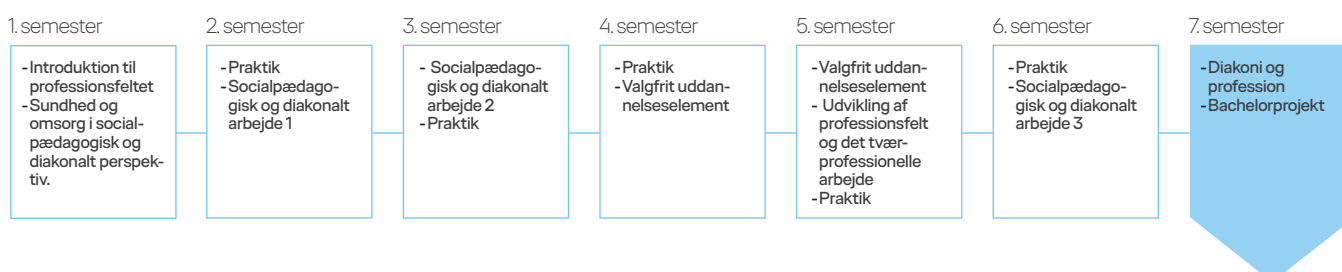 1. semester
-Introduktion til
professionsfeltet
-Sundhed og
omsorg i social-
pædagogisk og
diakonalt perspek-
tiv.
2. semester
-Praktik
-Socialpædago-
gisk og diakonalt
arbejde 1
3. semester
- Socialpædago-
gisk og diakonalt
arbejde 2
-Praktik
4. semester
-Praktik
-Valgfrit uddan-
nelseselement
5. semester
-Valgfrit uddan-
nelseselement
- Udvikling af
professionsfelt
og det tvær-
professionelle
arbejde
-Praktik
6. semester
-Praktik
-Socialpædago-
gisk og diakonalt
arbejde 3
7. semester
-Diakoni og
profession
-Bachelorprojekt